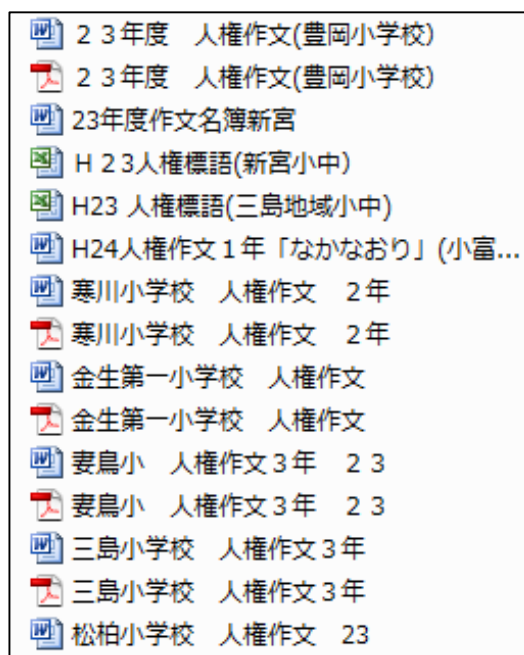 ２３年度　人権作文(豊岡小学校）
２３年度　人権作文(豊岡小学校）
23年度作文名簿新宮
Ｈ２3人権標語(新宮小中）
H23 人権標語(三島地域小中)
H24人権作文１年「なかなおり」(小富...
寒川小学校　人権作文　２年
寒川小学校　人権作文　２年
金生第一小学校　人権作文
金生第一小学校　人権作文
妻鳥小　人権作文３年　２３
妻鳥小　人権作文３年　２３
三島小学校　人権作文３年
三島小学校　人権作文３年
松柏小学校　人権作文　23